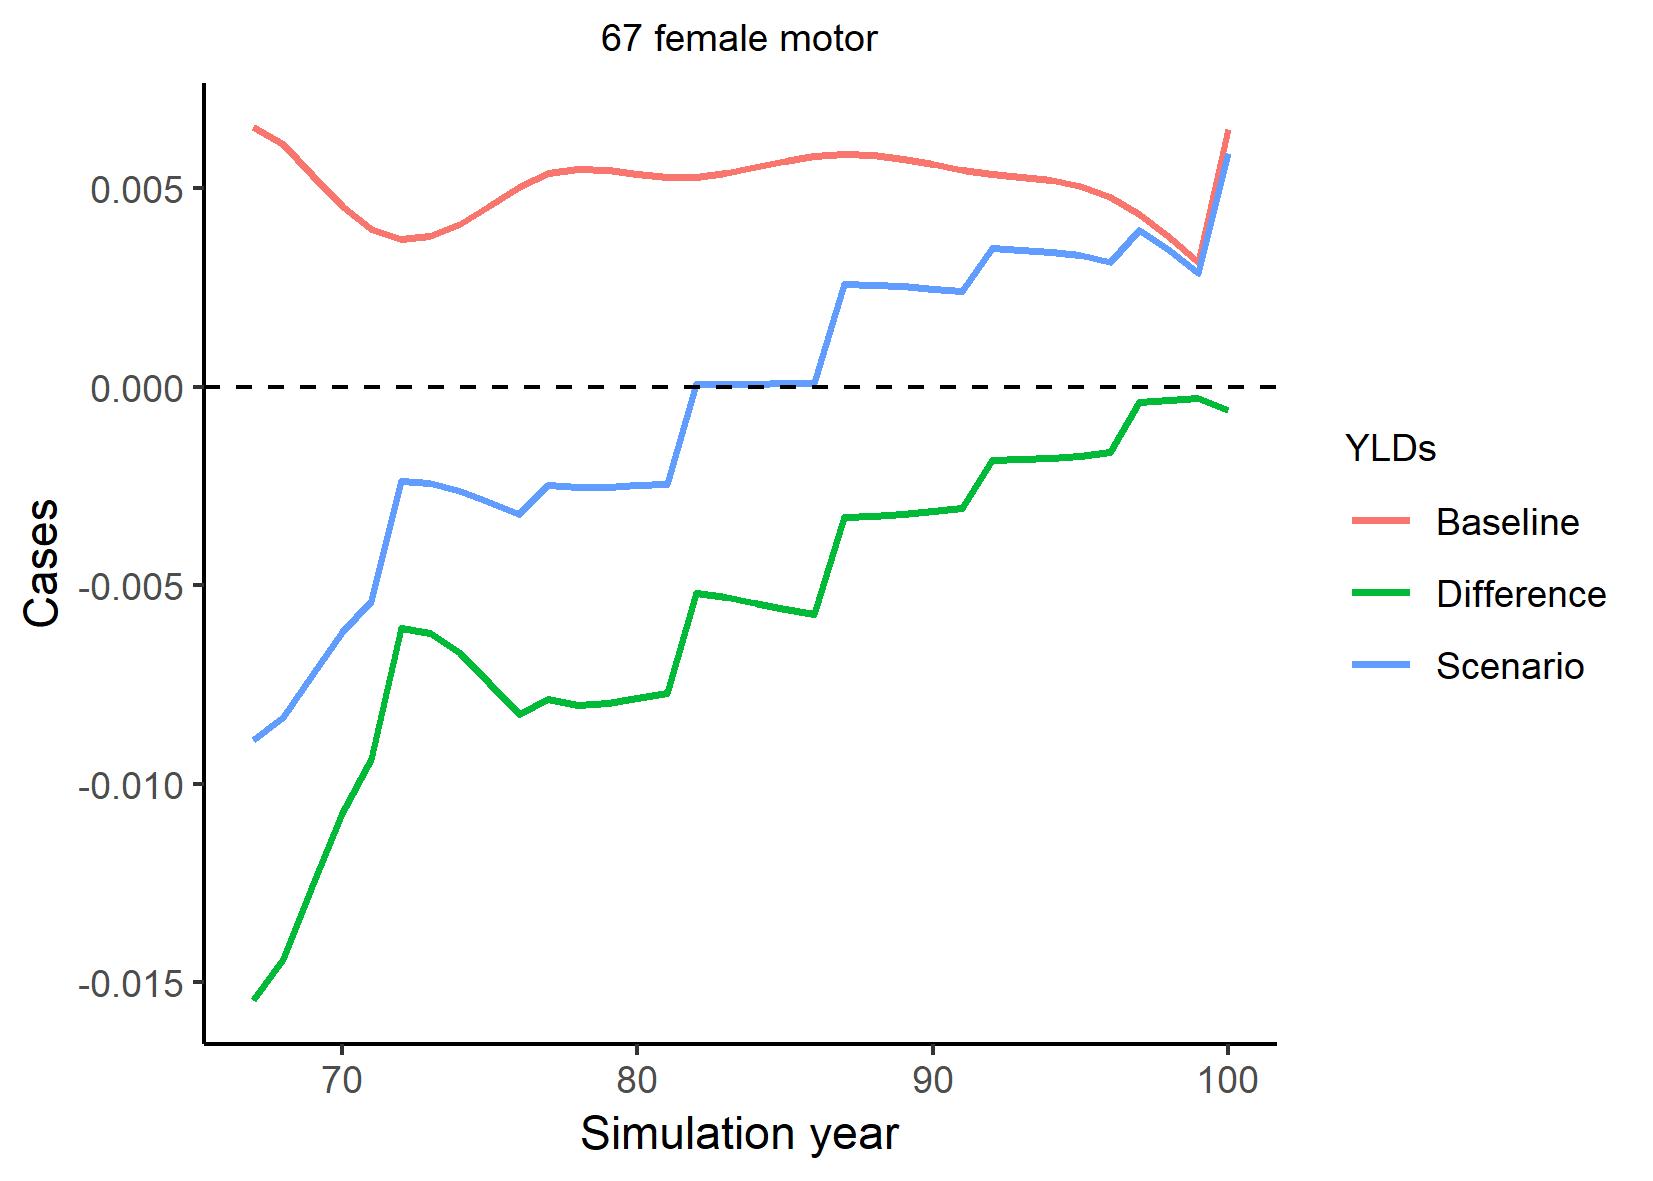 67 female motor
0.005
0.000
-0.005
-0.010
-0.015
Cases
70
80
90
100
Simulation year
YLDs
Baseline
Difference
Scenario